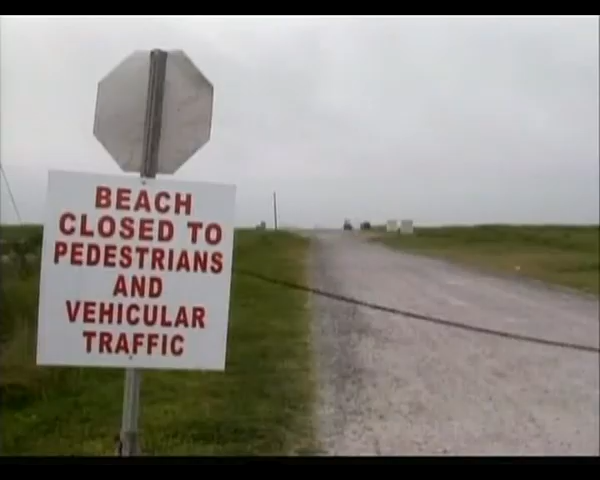 BEACH
CLOSED TO
PEDESTRIANS
AND
VEHICULAR
TRAFFIC